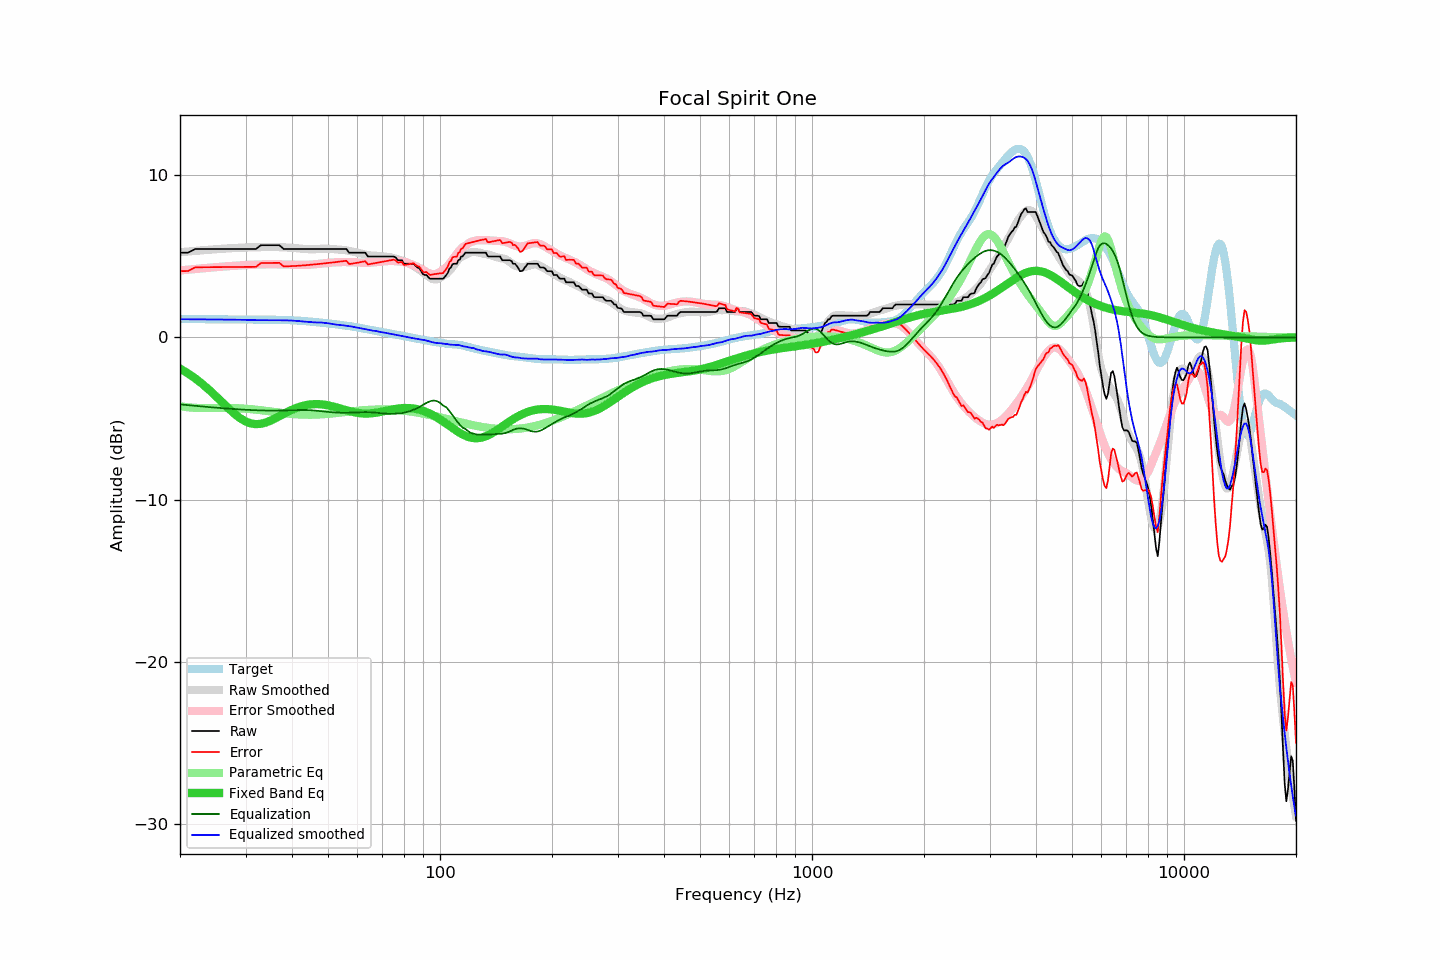 Focal Spirit One
10
0
−10
−20
−30
Amplitude (dBr)
Target
Raw Smoothed
Error Smoothed
Raw
Error
Parametric Eq
Fixed Band Eq
Equalization
Equalized smoothed
100
1000
10000
Frequency (Hz)